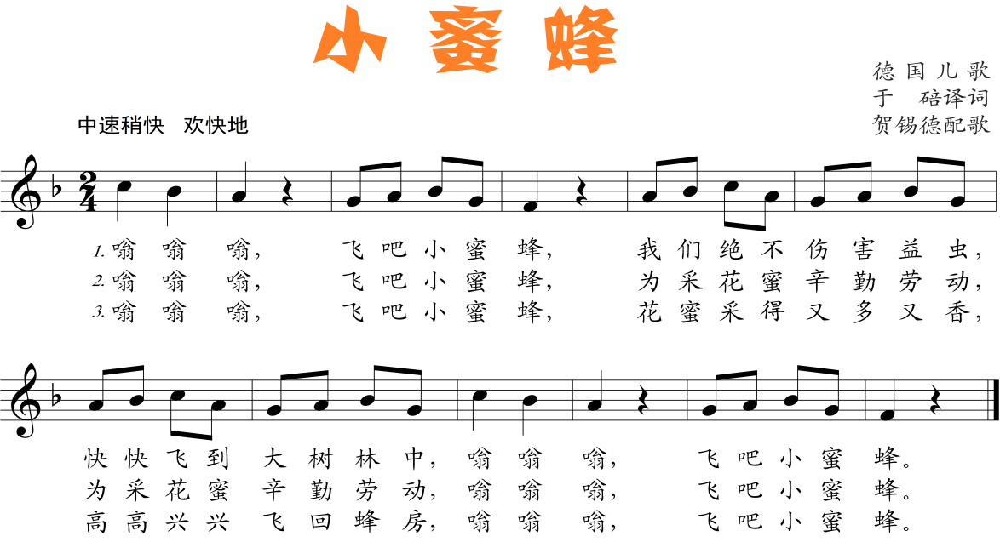 小蜜蜂
德国儿歌
于 碚译词
贺锡德配歌
中速稍快 欢快地
2
4
1. 嗡 嗡 嗡, 飞 吧 小 蜜 蜂, 我 们 绝 不 伤 害 益 虫,
2. 嗡 嗡 嗡, 飞 吧 小 蜜 蜂, 为 采 花 蜜 辛 勤 劳 动,
3. 嗡 嗡 嗡, 飞 吧 小 蜜 蜂, 花 蜜 采 得 又 多 又 香,
快 快 飞 到 大 树 林 中, 嗡 嗡 嗡, 飞 吧 小 蜜 蜂。
为 采 花 蜜 辛 勤 劳 动, 嗡 嗡 嗡, 飞 吧 小 蜜 蜂。
高 高 兴 兴 飞 回 蜂 房, 嗡 嗡 嗡, 飞 吧 小 蜜 蜂。